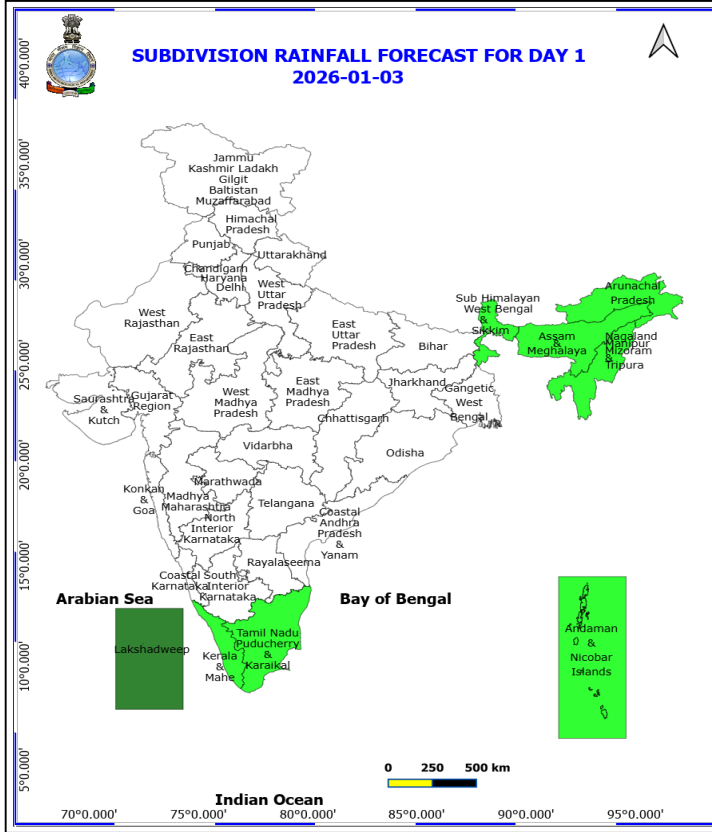 SUBDIVISION RAINFALL FORECAST FOR DAY 1
2026-01-03
40°0.000'
35°0.000'
30°0.000'
25°0.000'
20°0.000'
15°0.000'
10°0.000'
5°0.000'
Jammu
Kashmir Ladakh
Gilgit
Baltistan
Muzaffarabad
Himachal
Pradesh
Punjab
Uttarakhand
Chandigarh
Haryana
Delhi
West
Uttar
Pradesh
West
Rajasthan
East
Rajasthan
East
Uttar
Pradesh
Bihar
Sub Himalayan
West Bengal
&
Sikkim
Arunachal
Pradesh
Assam
&
Meghalaya
Nagaland
Manipur
Mizoram
&
Tripura
Saurashtra
&
Kutch
Gujarat
Region
West
Madhya
Pradesh
East
Madhya
Pradesh
Jharkhand
Gangetic
West
Bengal
Chhattisgarh
Odisha
Vidarbha
Konkan
&
Goa
Marathwada
Madhya
Maharashtra
North
Interior
Karnataka
Telangana
Coastal
Andhra
Pradesh
&
Yanam
Rayalaseema
Coastal
Karnataka
South
Interior
Karnataka
Arabian Sea
Bay of Bengal
Lakshadweep
Kerala
&
Mahe
Tamil Nadu
Puducherry
&
Karaikal
Andaman
&
Nicobar
Islands
0 250 500 km
Indian Ocean
70°0.000' 75°0.000' 80°0.000' 85°0.000' 90°0.000' 95°0.000'